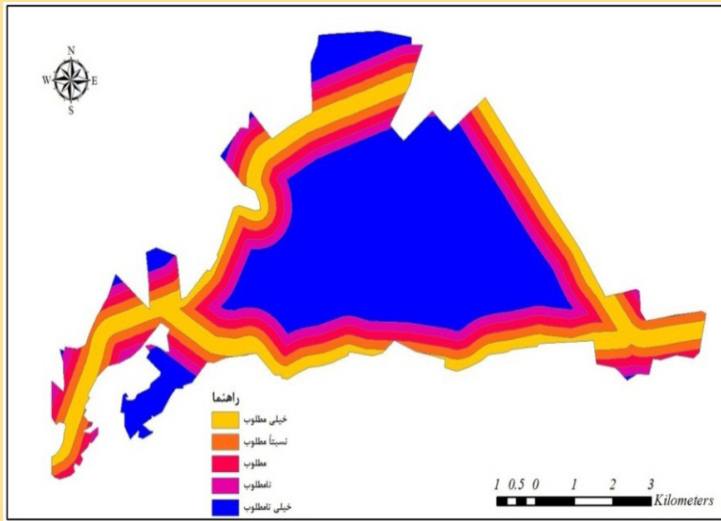 N
W E
S
راهنما
خیلی مطلوب
نسبتاً مطلوب
مطلوب
نامطلوب
خیلی نامطلوب
1 0.5 0 1 2 3
Kilometers